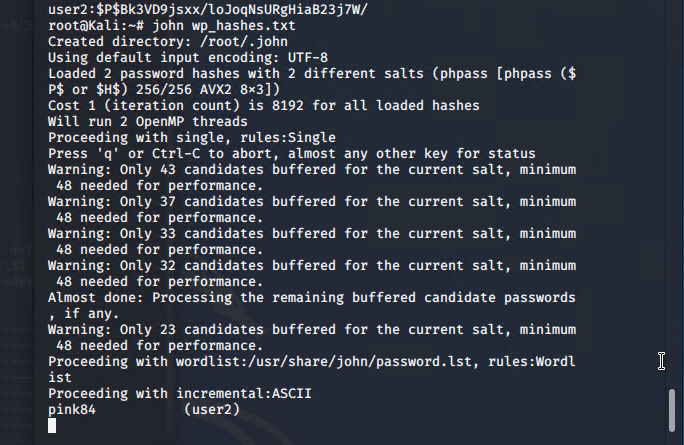 user2:$P$Bk3VD9jsxx/loJoqNsURgHiaB23j7W/
root@Kali:~# john wp_hashes.txt
Created directory: /root/.john
Using default input encoding: UTF-8
Loaded 2 password hashes with 2 different salts (phpass [phpass ($
P$ or $H$) 256/256 AVX2 8×3])
Cost 1 (iteration count) is 8192 for all loaded hashes
Will run 2 OpenMP threads
Proceeding with single, rules:Single
Press 'q' or Ctrl-C to abort, almost any other key for status
Warning: Only 43 candidates buffered for the current salt, minimum
 48 needed for performance.
Warning: Only 37 candidates buffered for the current salt, minimum
 48 needed for performance.
Warning: Only 33 candidates buffered for the current salt, minimum
 48 needed for performance.
Warning: Only 32 candidates buffered for the current salt, minimum
 48 needed for performance.
Almost done: Processing the remaining buffered candidate passwords
, if any.
Warning: Only 23 candidates buffered for the current salt, minimum
 48 needed for performance.
Proceeding with wordlist:/usr/share/john/password.lst, rules:Wordl
ist
Proceeding with incremental:ASCII
pink84           (user2)